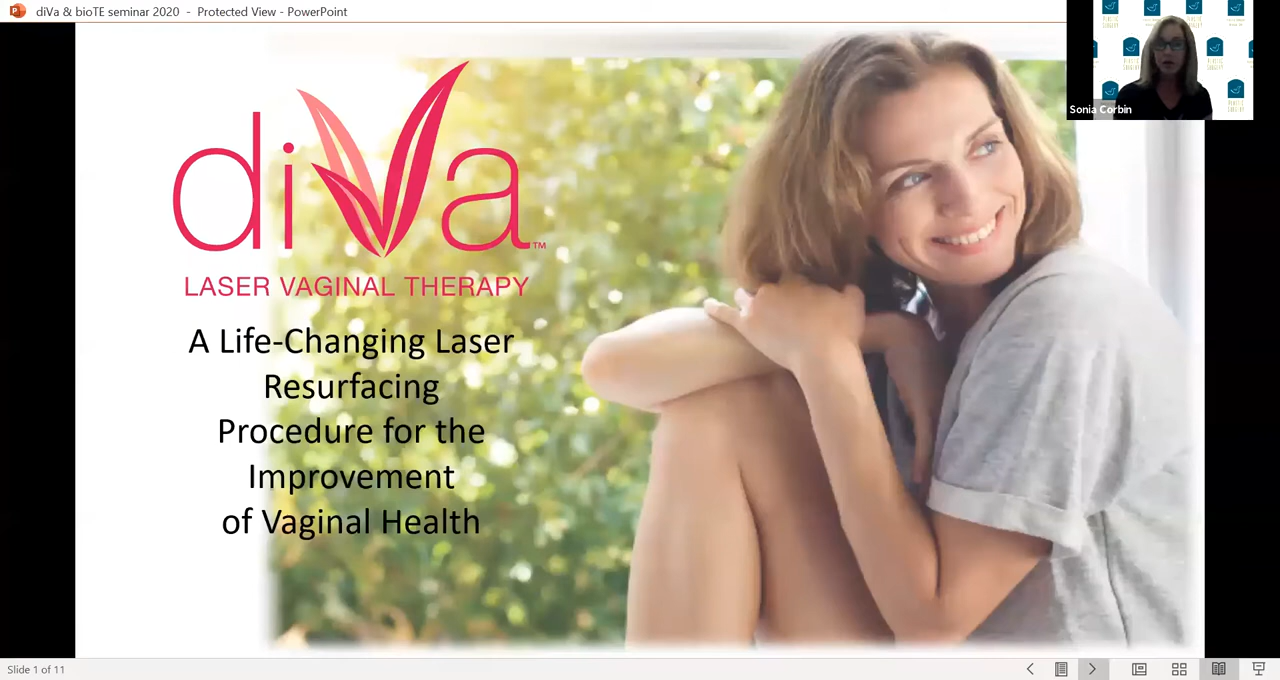 diVa & bioTE seminar 2020 - Protected View - PowerPoint
Sonia Corbin
diVa™
LASER VAGINAL THERAPY
A Life-Changing Laser
Resurfacing
Procedure for the
Improvement
of Vaginal Health
Slide 1 of 11